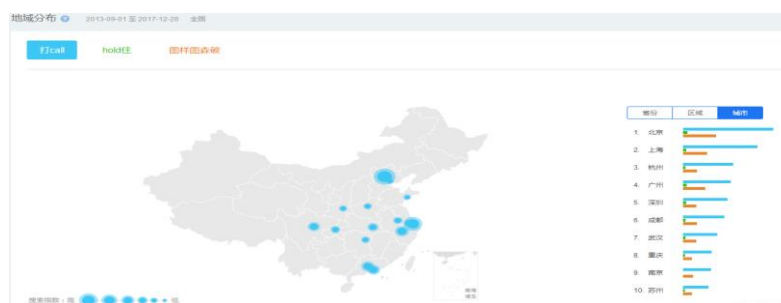 地域分布 2013-09-01 至 2017-12-28 全国
打call hold住 图样图森破
省份 区域 城市
1. 北京
2. 上海
3. 杭州
4. 广州
5. 深圳
6. 成都
7. 武汉
8. 重庆
9. 南京
10. 苏州
搜索指数：高 低